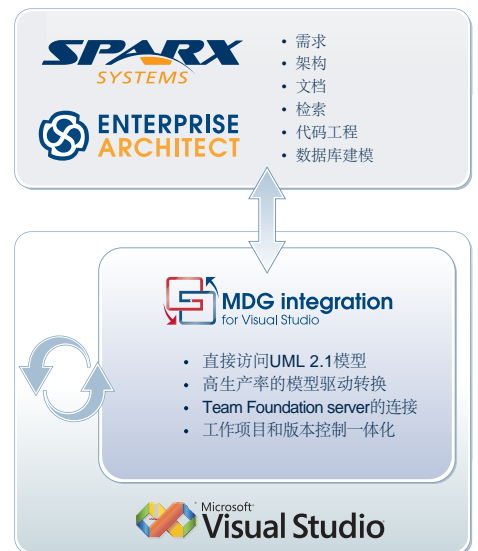 SPARX
SYSTEMS
ENTERPRISE
ARCHITECT
• 需求
• 架构
• 文档
• 检索
• 代码工程
• 数据库建模
MDG integration
for Visual Studio
• 直接访问UML 2.1模型
• 高生产率的模型驱动转换
• Team Foundation server的连接
• 工作项目和版本控制一体化
Microsoft
Visual Studio